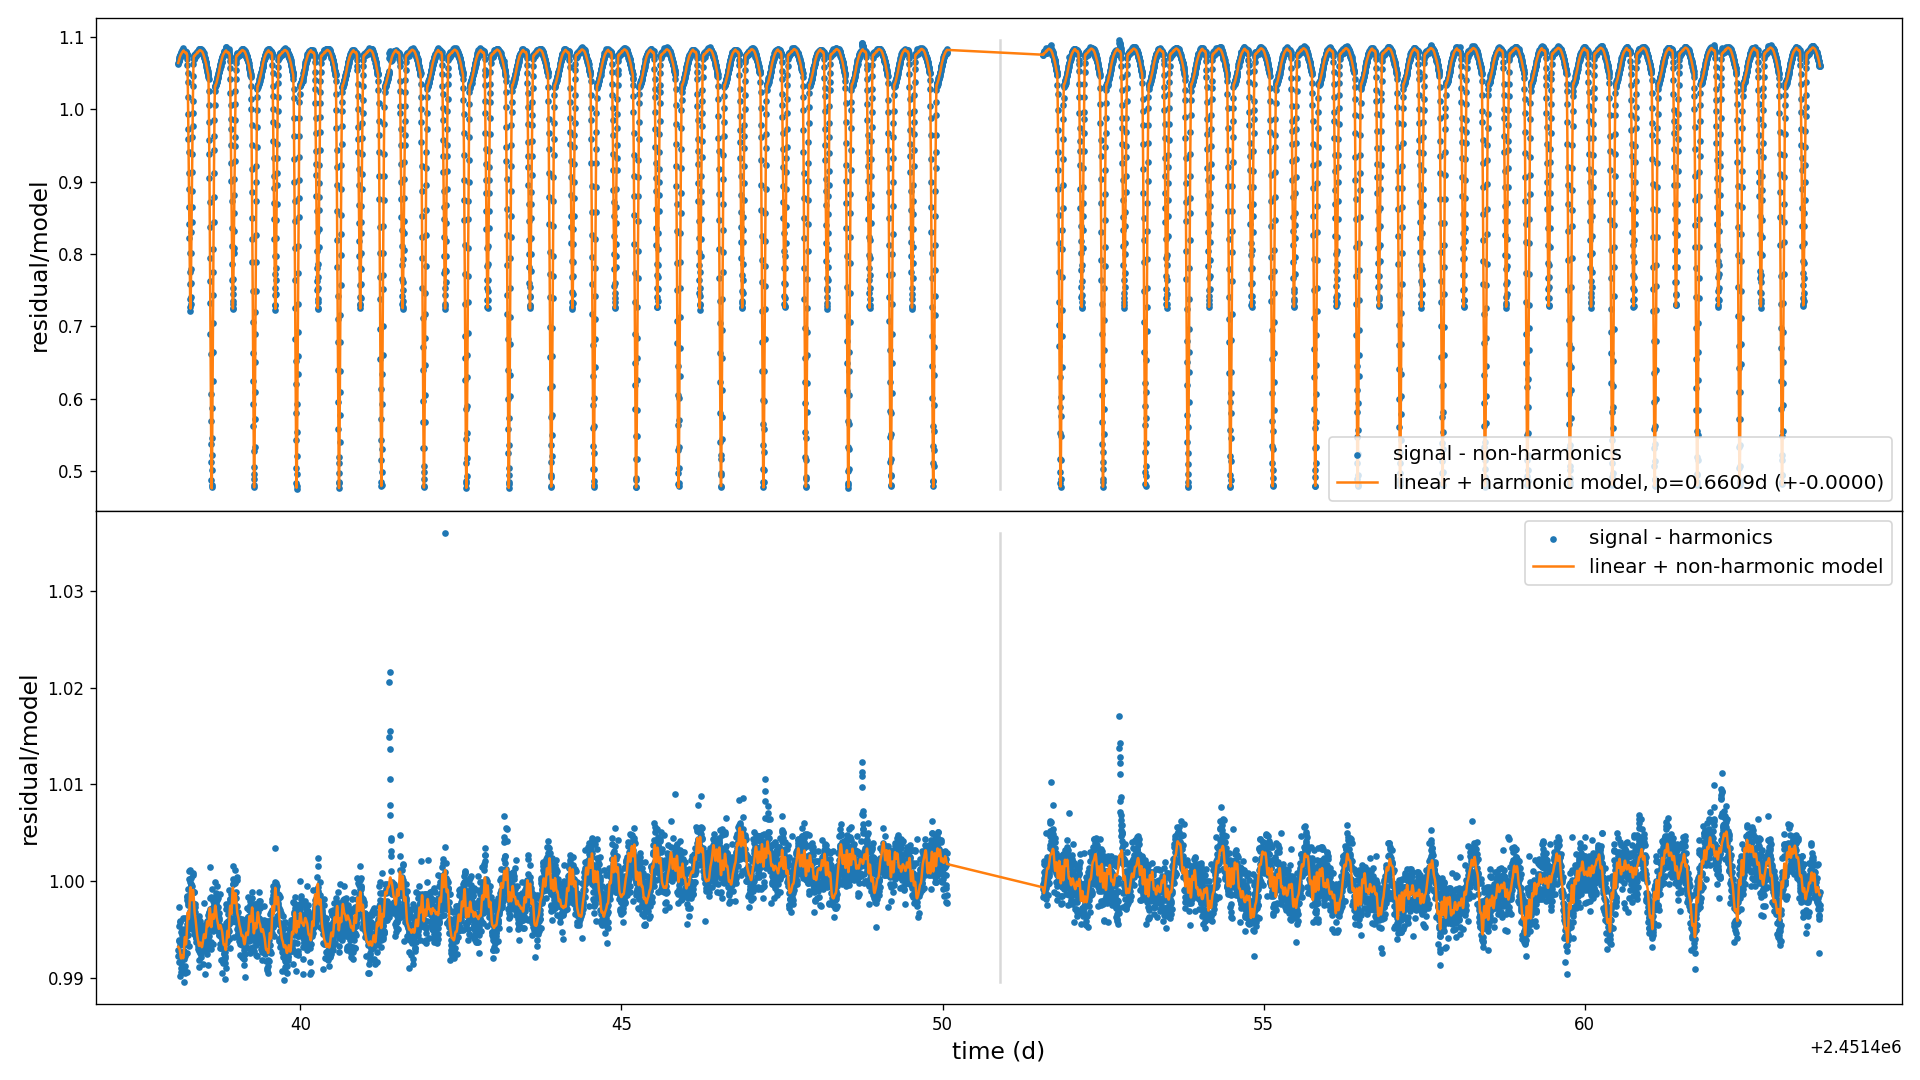 1.1
1.0
0.9
0.8
0.7
0.6
0.5
residual/model
signal - non-harmonics
linear + harmonic model, p=0.6609d (+-0.0000)
signal - harmonics
linear + non-harmonic model
1.03
1.02
1.01
1.00
0.99
residual/model
40 45 50 55 60
time (d)
+2.4514e6